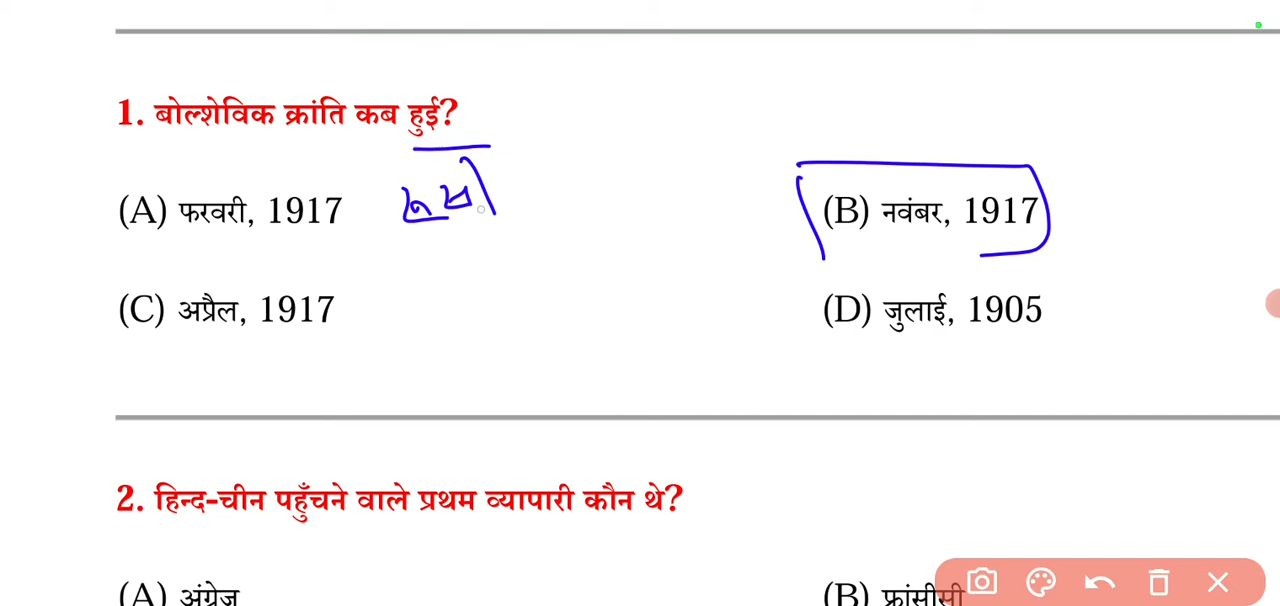 1. बोल्शेविक क्रांति कब हुई?
(A) फरवरी, 1917
(B) नवंबर, 1917
(C) अप्रैल, 1917
(D) जुलाई, 1905
2. हिन्द-चीन पहुँचने वाले प्रथम व्यापारी कौन थे?
(A) अंग्रेज
(B) फ्रांसीसी